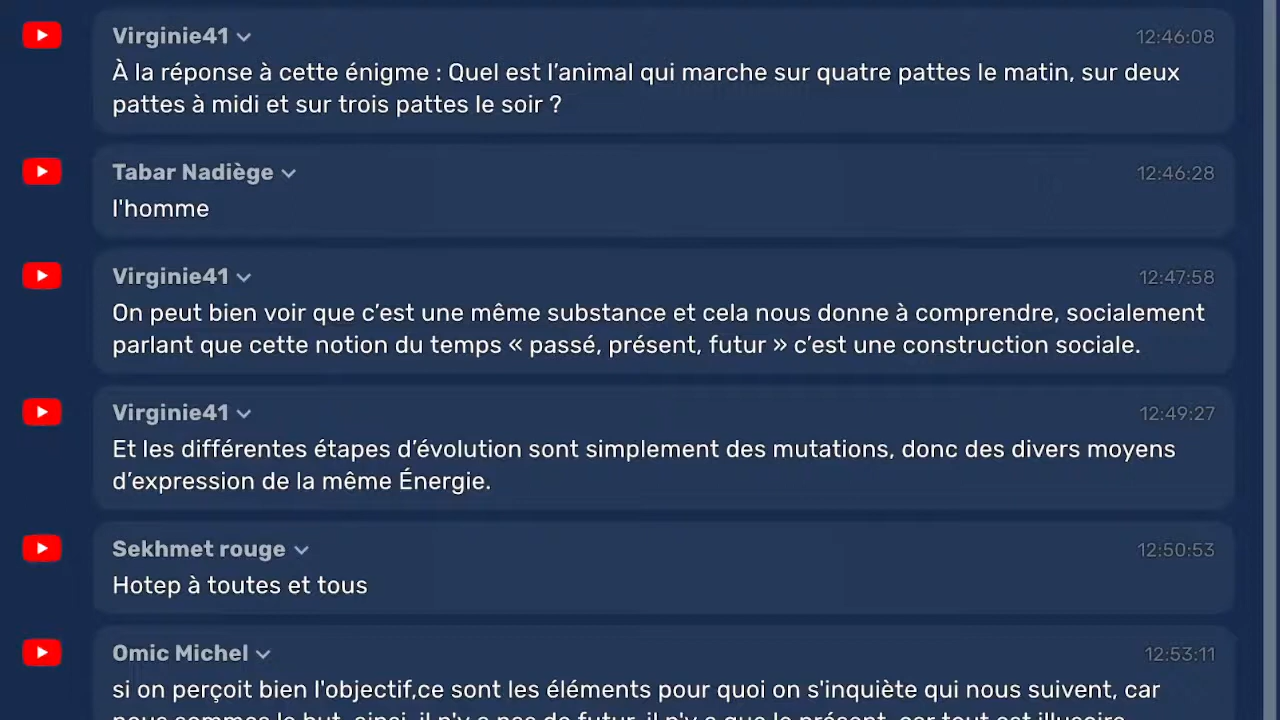 Virginie41
12:46:08
À la réponse à cette énigme : Quel est l’animal qui marche sur quatre pattes le matin, sur deux
pattes à midi et sur trois pattes le soir ?
Tabar Nadiège
12:46:28
l'homme
Virginie41
12:47:58
On peut bien voir que c’est une même substance et cela nous donne à comprendre, socialement
parlant que cette notion du temps « passé, présent, futur » c’est une construction sociale.
Virginie41
12:49:27
Et les différentes étapes d’évolution sont simplement des mutations, donc des divers moyens
d’expression de la même Énergie.
Sekhmet rouge
12:50:53
Hotep à toutes et tous
Omic Michel
12:53:11
si on perçoit bien l'objectif,ce sont les éléments pour quoi on s'inquiète qui nous suivent, car
nous sommes le but, ainsi, il n'y a pas de futur, il n'y a que le présent, car tout est illusoire